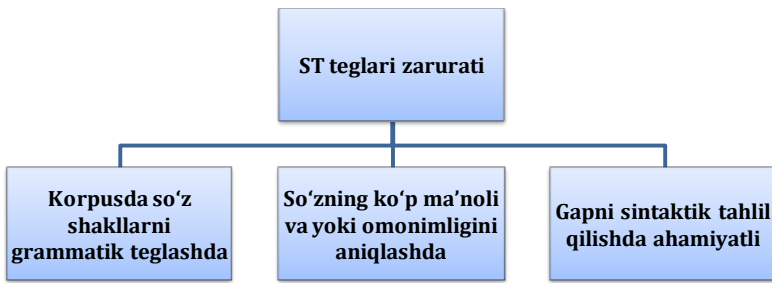 ST teglari zarurati
Korpusda so‘z
shakllarni
grammatik teglashda
So‘zning ko‘p ma’noli
va yoki omonimligini
aniqlashda
Gapni sintaktik tahlil
qilishda ahamiyatli